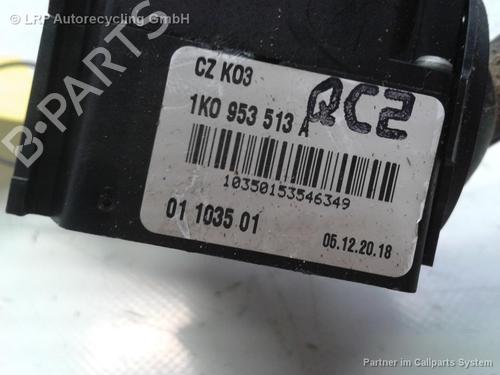 © LRP Autorecycling GmbH
B-PARTS
CZ K03
QC2
1K0 953 513 A
10350153546349
01 1035 01
05.12.20.18
Partner im Callparts System